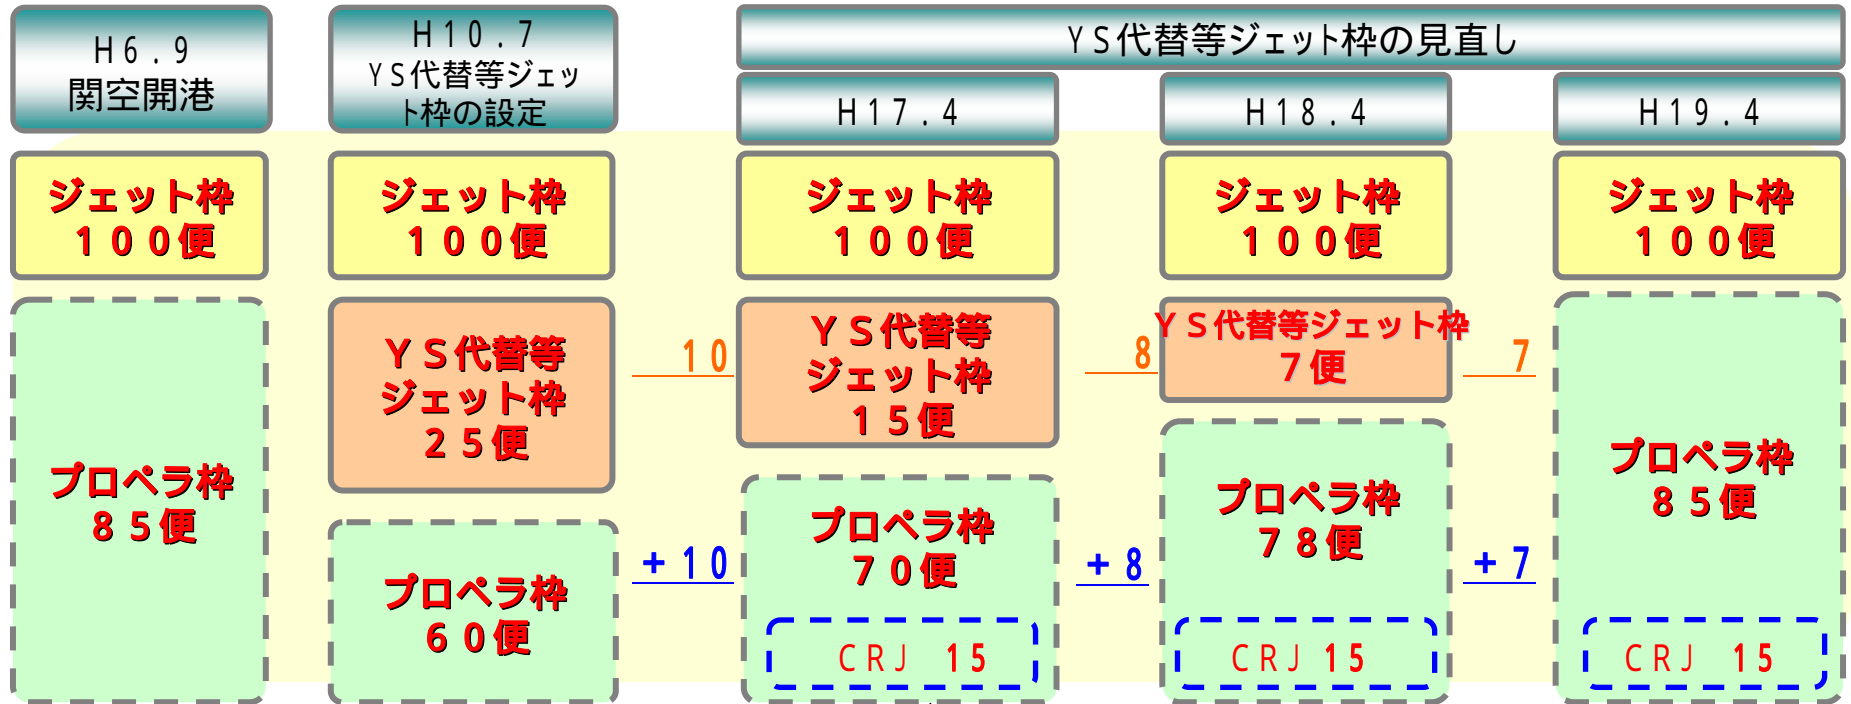 Ｈ６．９
関空開港
Ｈ１０．７
ＹＳ代替等ジェッ
ト枠の設定
ＹＳ代替等ジェット枠の見直し
Ｈ１７．４
Ｈ１８．４
Ｈ１９．４
ジェット枠
１００便
ジェット枠
１００便
ジェット枠
１００便
ジェット枠
１００便
ジェット枠
１００便
プロペラ枠
８５便
ＹＳ代替等
ジェット枠
２５便
プロペラ枠
６０便
10
＋10
ＹＳ代替等
ジェット枠
１５便
プロペラ枠
７０便
ＣＲＪ 15
8
＋8
ＹＳ代替等ジェット枠
７便
プロペラ枠
７８便
ＣＲＪ 15
7
＋7
プロペラ枠
８５便
ＣＲＪ 15